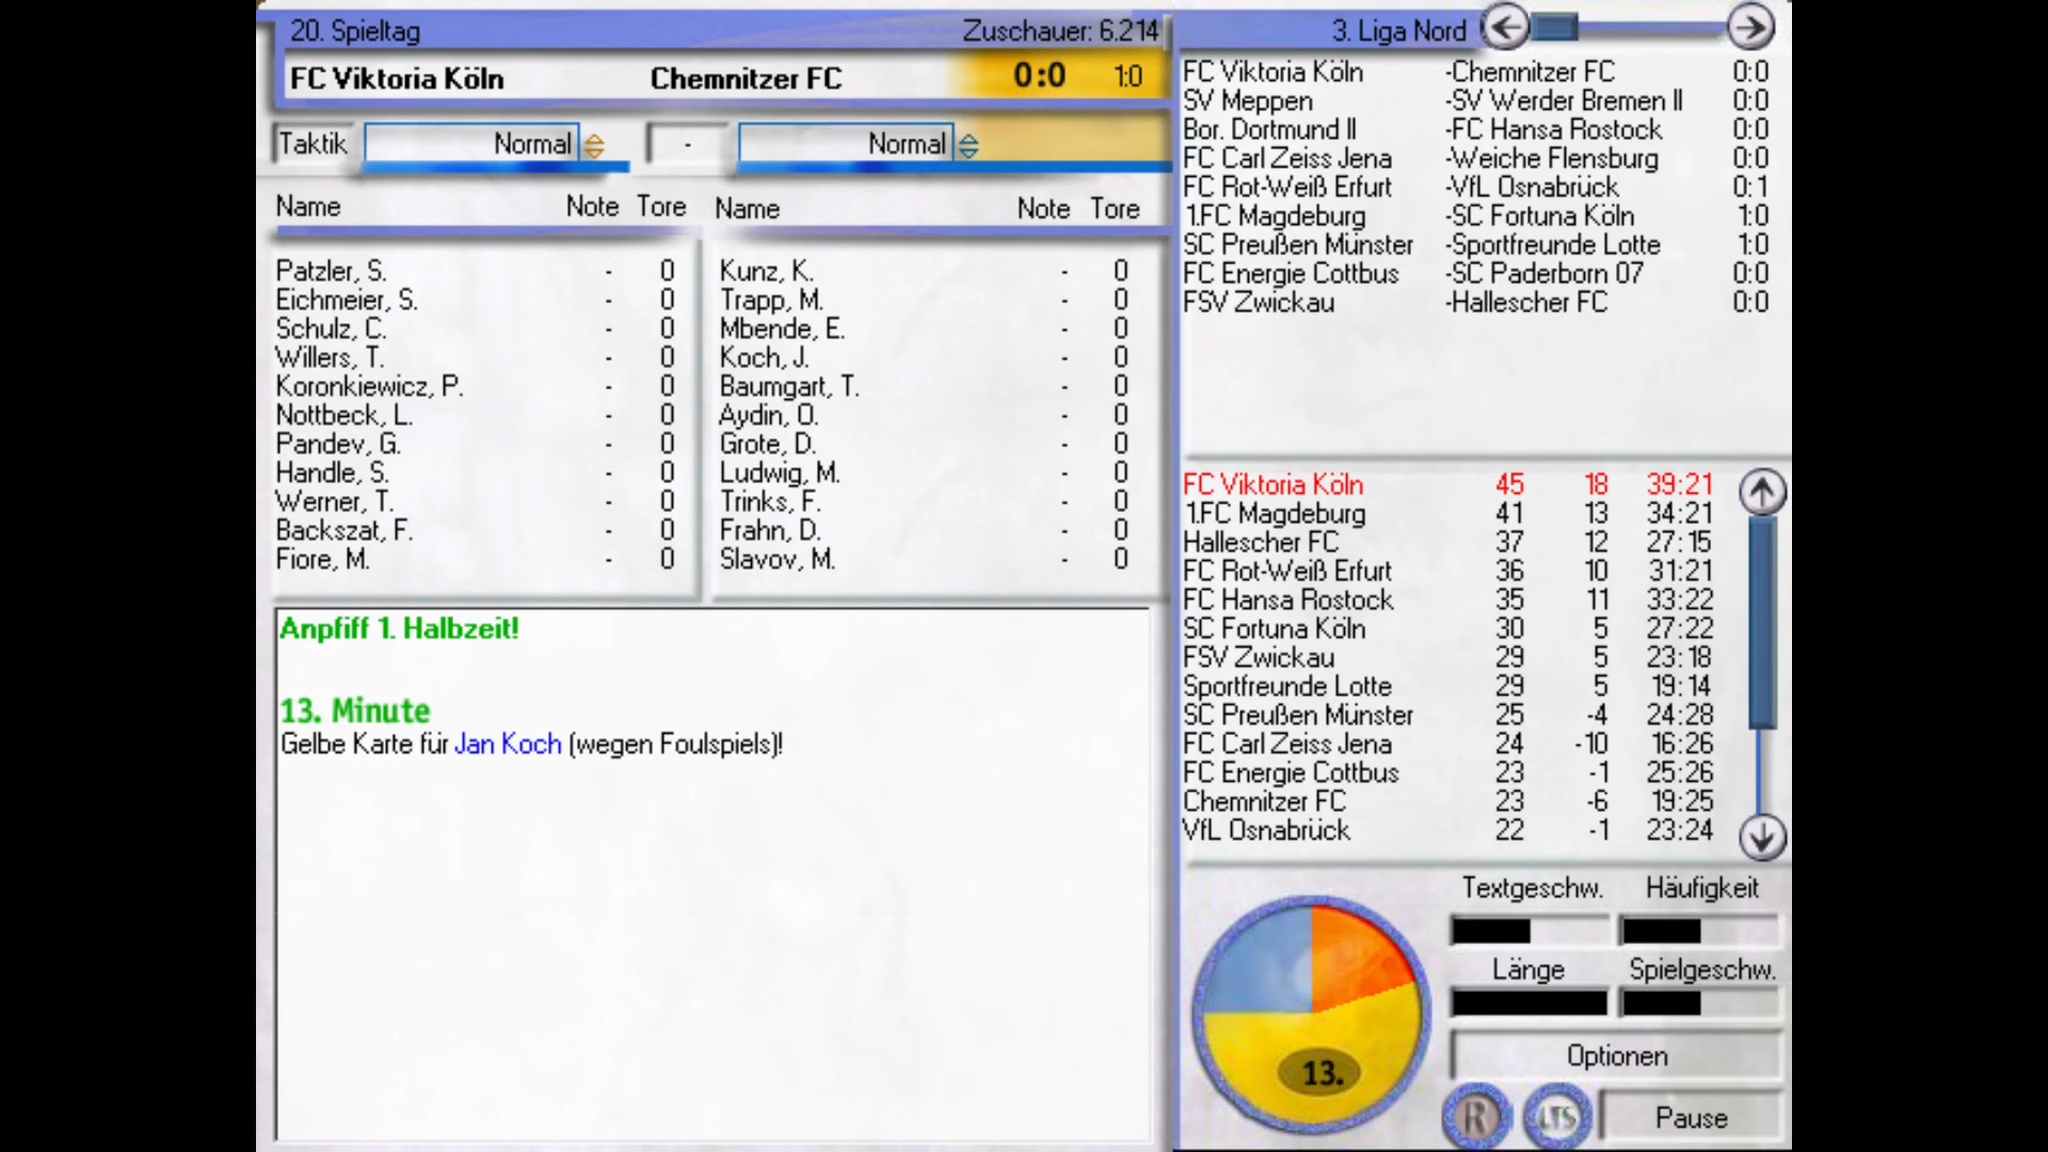 20. Spieltag Zuschauer: 6.214
FC Viktoria Köln Chemnitzer FC 0:0 1:0
Taktik Normal - Normal
Name Note Tore Name Note Tore
Patzler, S. - 0 Kunz, K. - 0
Eichmeier, S. - 0 Trapp, M. - 0
Schulz, C. - 0 Mbende, E. - 0
Willers, T. - 0 Koch, J. - 0
Koronkiewicz, P. - 0 Baumgart, T. - 0
Nottbeck, L. - 0 Aydin, O. - 0
Pandev, G. - 0 Grote, D. - 0
Handle, S. - 0 Ludwig, M. - 0
Werner, T. - 0 Trinks, F. - 0
Backszat, F. - 0 Frahn, D. - 0
Fiore, M. - 0 Slavov, M. - 0
Anpfiff 1. Halbzeit!
13. Minute
Gelbe Karte für Jan Koch (wegen Foulspiels)!
3. Liga Nord
FC Viktoria Köln -Chemnitzer FC 0:0
SV Meppen -SV Werder Bremen II 0:0
Bor. Dortmund II -FC Hansa Rostock 0:0
FC Carl Zeiss Jena -Weiche Flensburg 0:0
FC Rot-Weiß Erfurt -VfL Osnabrück 0:1
1.FC Magdeburg -SC Fortuna Köln 1:0
SC Preußen Münster -Sportfreunde Lotte 1:0
FC Energie Cottbus -SC Paderborn 07 0:0
FSV Zwickau -Hallescher FC 0:0
FC Viktoria Köln 45 18 39:21
1.FC Magdeburg 41 13 34:21
Hallescher FC 37 12 27:15
FC Rot-Weiß Erfurt 36 10 31:21
FC Hansa Rostock 35 11 33:22
SC Fortuna Köln 30 5 27:22
FSV Zwickau 29 5 23:18
Sportfreunde Lotte 29 5 19:14
SC Preußen Münster 25 -4 24:28
FC Carl Zeiss Jena 24 -10 16:26
FC Energie Cottbus 23 -1 25:26
Chemnitzer FC 23 -6 19:25
VfL Osnabrück 22 -1 23:24
Textgeschw. Häufigkeit
Länge Spielgeschw.
13.
Optionen
R LTS Pause